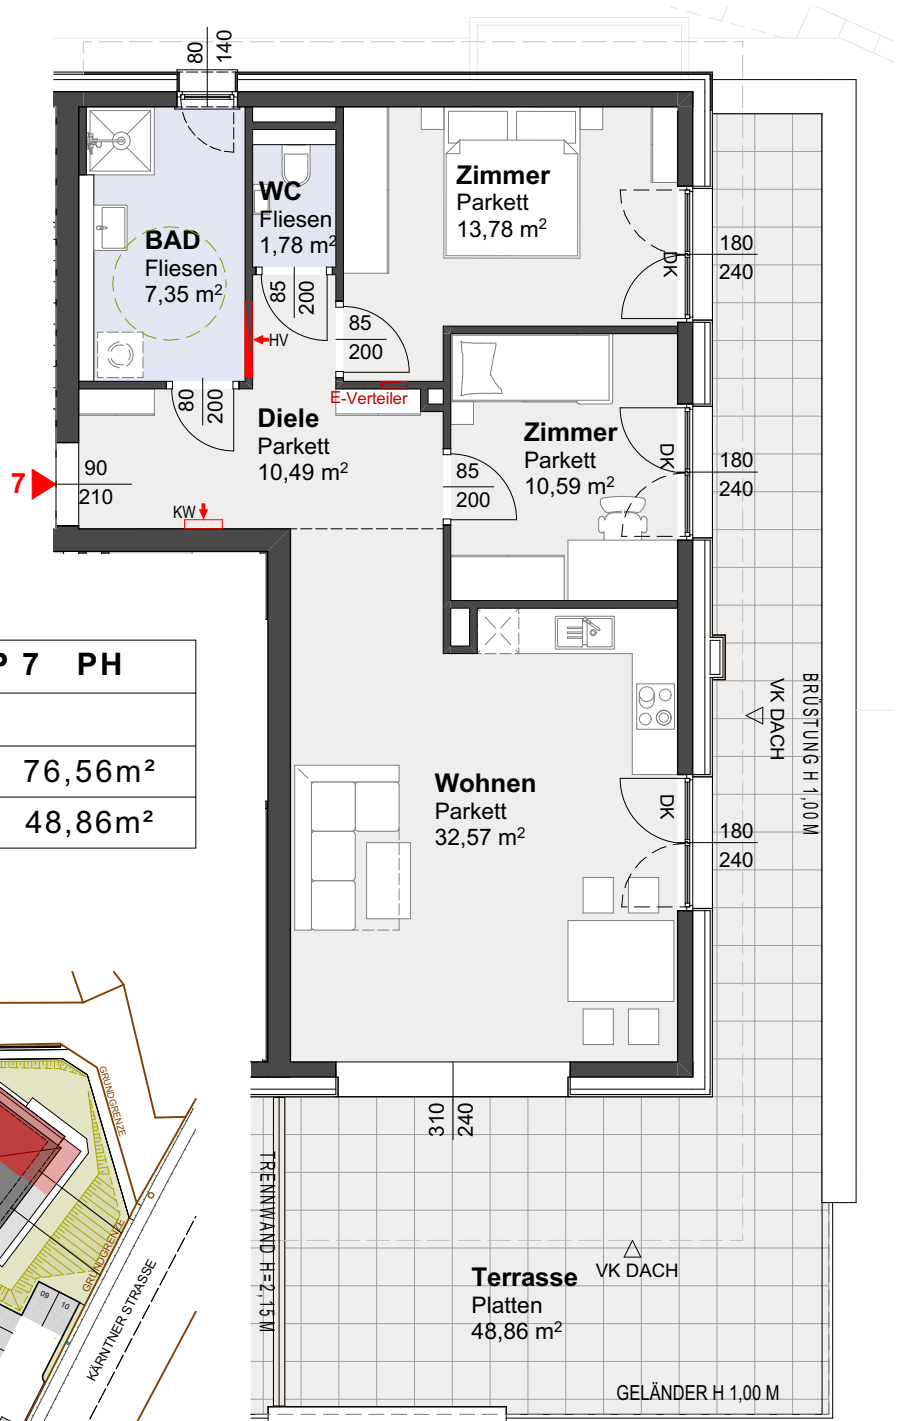 80
140
WC
Fliesen
1,78 m²
Zimmer
Parkett
13,78 m²
BAD
Fliesen
7,35 m²
DK
180
240
85
200
HV
85
200
E-Verteiler
80
200
Diele
Parkett
10,49 m²
Zimmer
Parkett
10,59 m²
DK
180
240
7
90
210
KW
85
200
P 7 PH
76,56m²
48,86m²
VK DACH
BRÜSTUNG H 1,00 M
Wohnen
Parkett
32,57 m²
DK
180
240
310
240
GRUNDGRENZE
GRUNDGRENZE
KÄRNTNER STRASSE
09
10
TRENNWAND H=2,15 M
VK DACH
Terrasse
Platten
48,86 m²
GELÄNDER H 1,00 M